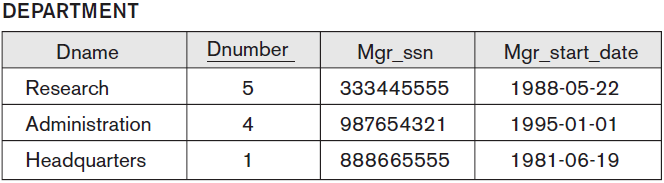 DEPARTMENT
Dname Dnumber Mgr_ssn Mgr_start_date
Research 5 333445555 1988-05-22
Administration 4 987654321 1995-01-01
Headquarters 1 888665555 1981-06-19